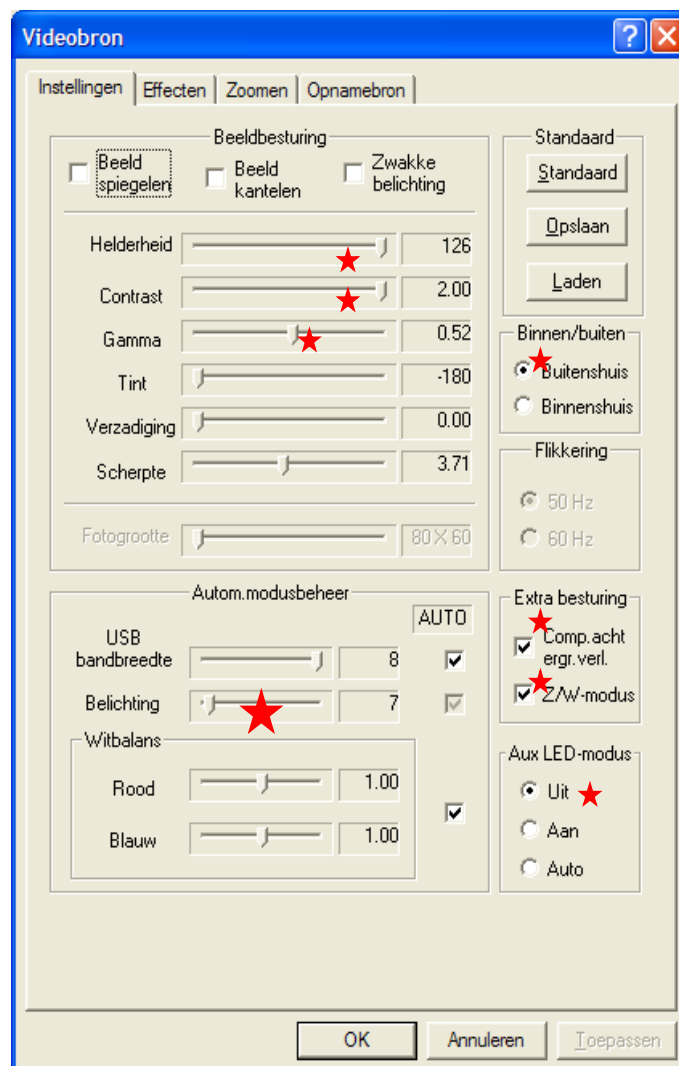 Videobron
Instellingen Effecten Zoomen Opnamebron
Beeldbesturing
Beeld
spiegelen
Beeld
kantelen
Zwakke
belichting
Helderheid 126
Contrast 2.00
Gamma 0.52
Tint -180
Verzadiging 0.00
Scherpte 3.71
Fotogrootte 80 X 60
Standaard
Standaard
Opslaan
Laden
Binnen/buiten
Buitenshuis
Binnenshuis
Flikkering
50 Hz
60 Hz
Autom.modusbeheer
AUTO
USB
bandbreedte 8
Belichting 7
Witbalans
Rood 1.00
Blauw 1.00
Extra besturing
Comp.acht
ergr.verl.
Z/W-modus
Aux LED-modus
Uit
Aan
Auto
OK Annuleren Toepassen